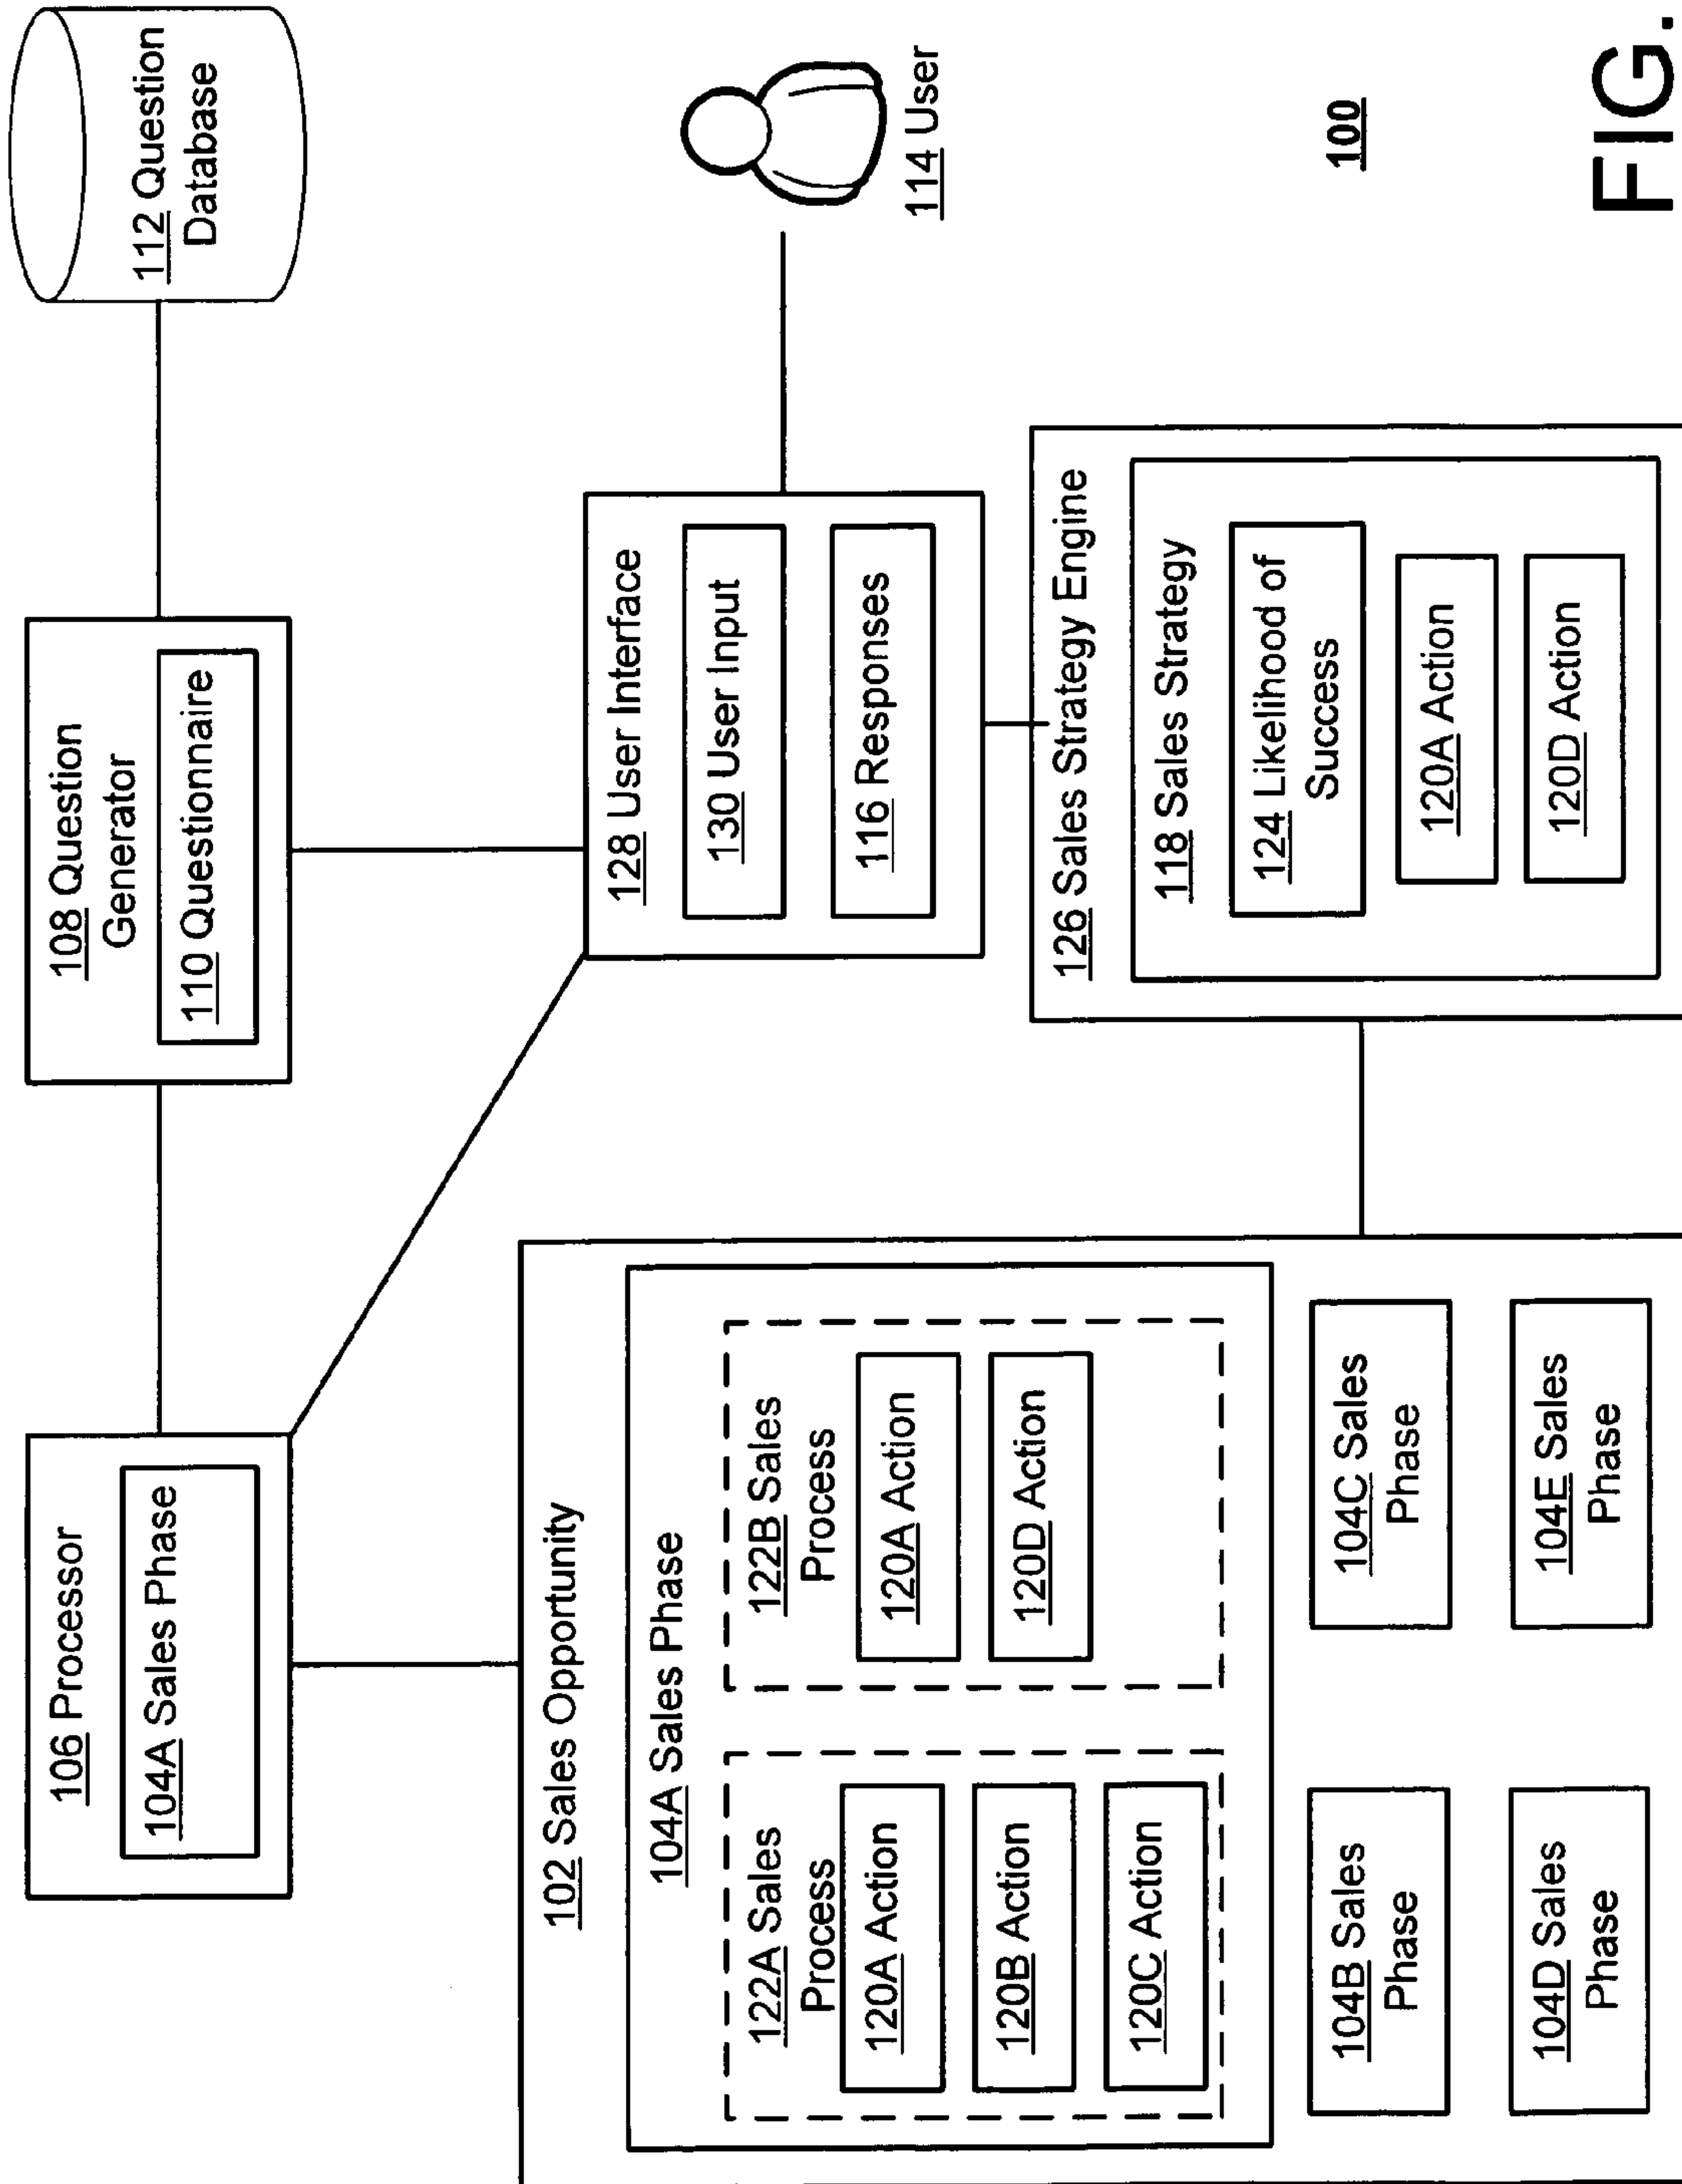 106 Processor
104A Sales Phase
108 Question
Generator
110 Questionnaire
112 Question
Database
102 Sales Opportunity
104A Sales Phase
122A Sales
Process
120A Action
120B Action
120C Action
122B Sales
Process
120A Action
120D Action
104B Sales
Phase
104C Sales
Phase
104D Sales
Phase
104E Sales
Phase
128 User Interface
130 User Input
116 Responses
114 User
126 Sales Strategy Engine
118 Sales Strategy
124 Likelihood of
Success
120A Action
120D Action
100
FIG.